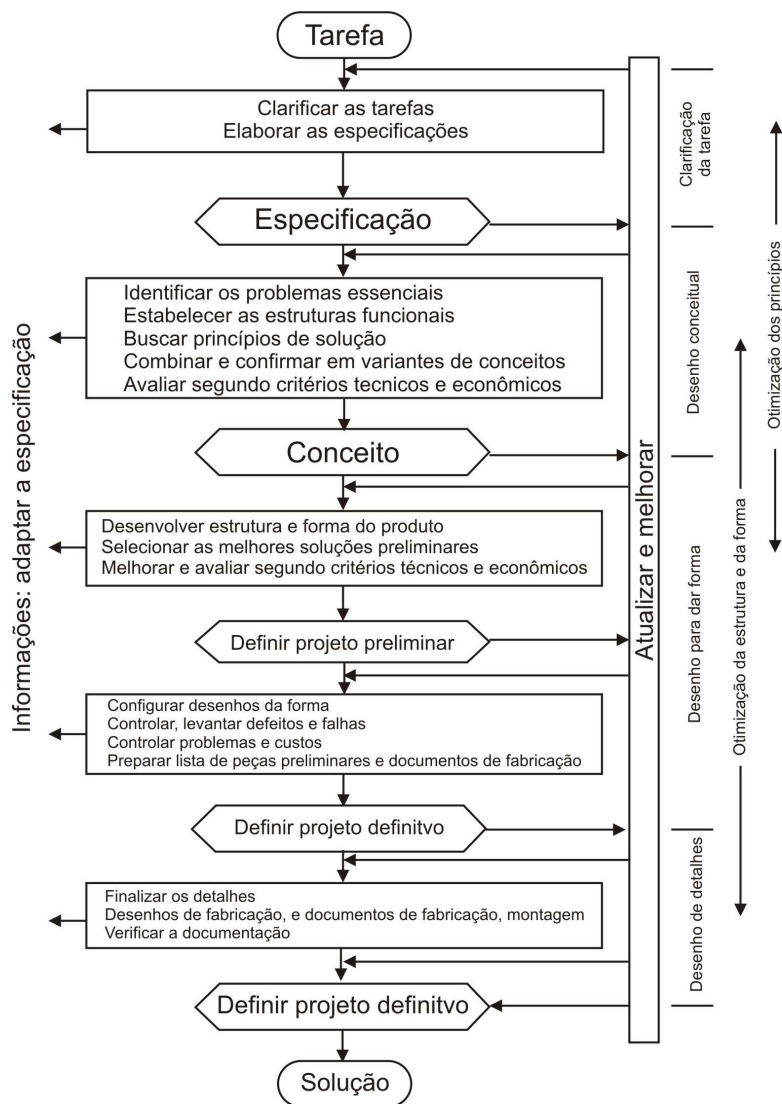 Tarefa
Clarificar as tarefas
Elaborar as especificações
Especificação
Identificar os problemas essenciais
Estabelecer as estruturas funcionais
Buscar princípios de solução
Combinar e confirmar em variantes de conceitos
Avaliar segundo critérios tecnicos e econômicos
Conceito
Desenvolver estrutura e forma do produto
Selecionar as melhores soluções preliminares
Melhorar e avaliar segundo critérios técnicos e econômicos
Definir projeto preliminar
Configurar desenhos da forma
Controlar, levantar defeitos e falhas
Controlar problemas e custos
Preparar lista de peças preliminares e documentos de fabricação
Definir projeto definitvo
Finalizar os detalhes
Desenhos de fabricação, e documentos de fabricação, montagem
Verificar a documentação
Definir projeto definitvo
Solução
Informações: adaptar a especificação
Atualizar e melhorar
Clarificação
da tarefa
Desenho conceitual
Desenho para dar forma
Desenho de detalhes
Otimização da estrutura e da forma
Otimização dos princípios